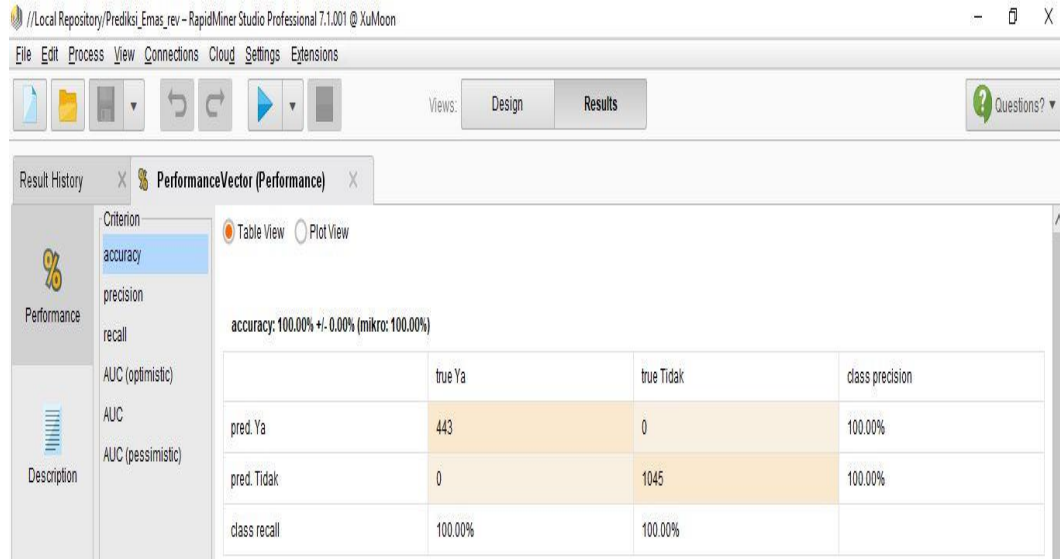 //Local Repository/Prediksi_Emas_rev – RapidMiner Studio Professional 7.1.001 @ XuMoon
File Edit Process View Connections Cloud Settings Extensions
Views: Design Results Questions?
Result History PerformanceVector (Performance)
Criterion
Table View Plot View
accuracy
precision
recall
AUC (optimistic)
AUC
AUC (pessimistic)
Performance
Description
accuracy: 100.00% +/- 0.00% (mikro: 100.00%)
true Ya true Tidak class precision
pred. Ya 443 0 100.00%
pred. Tidak 0 1045 100.00%
class recall 100.00% 100.00%